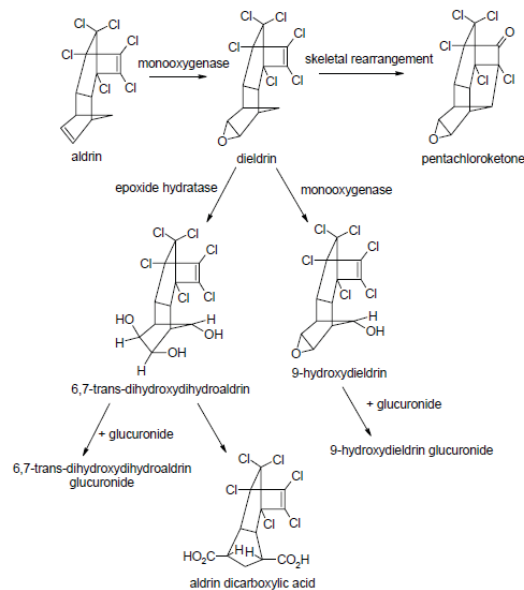 Cl Cl
Cl Cl
Cl Cl
aldrin
monooxygenase
Cl Cl
Cl Cl
Cl Cl
O
dieldrin
skeletal rearrangement
Cl Cl
Cl O
Cl
O
pentachloroketone
epoxide hydratase
monooxygenase
Cl Cl
Cl Cl
Cl Cl
HO H
H OH
OH
H
6,7-trans-dihydroxydihydroaldrin
Cl Cl
Cl Cl
Cl Cl
H
OH
O
9-hydroxydieldrin
+ glucuronide
+ glucuronide
6,7-trans-dihydroxydihydroaldrin
glucuronide
9-hydroxydieldrin glucuronide
Cl Cl
Cl Cl
Cl Cl
HO₂C H H CO₂H
aldrin dicarboxylic acid